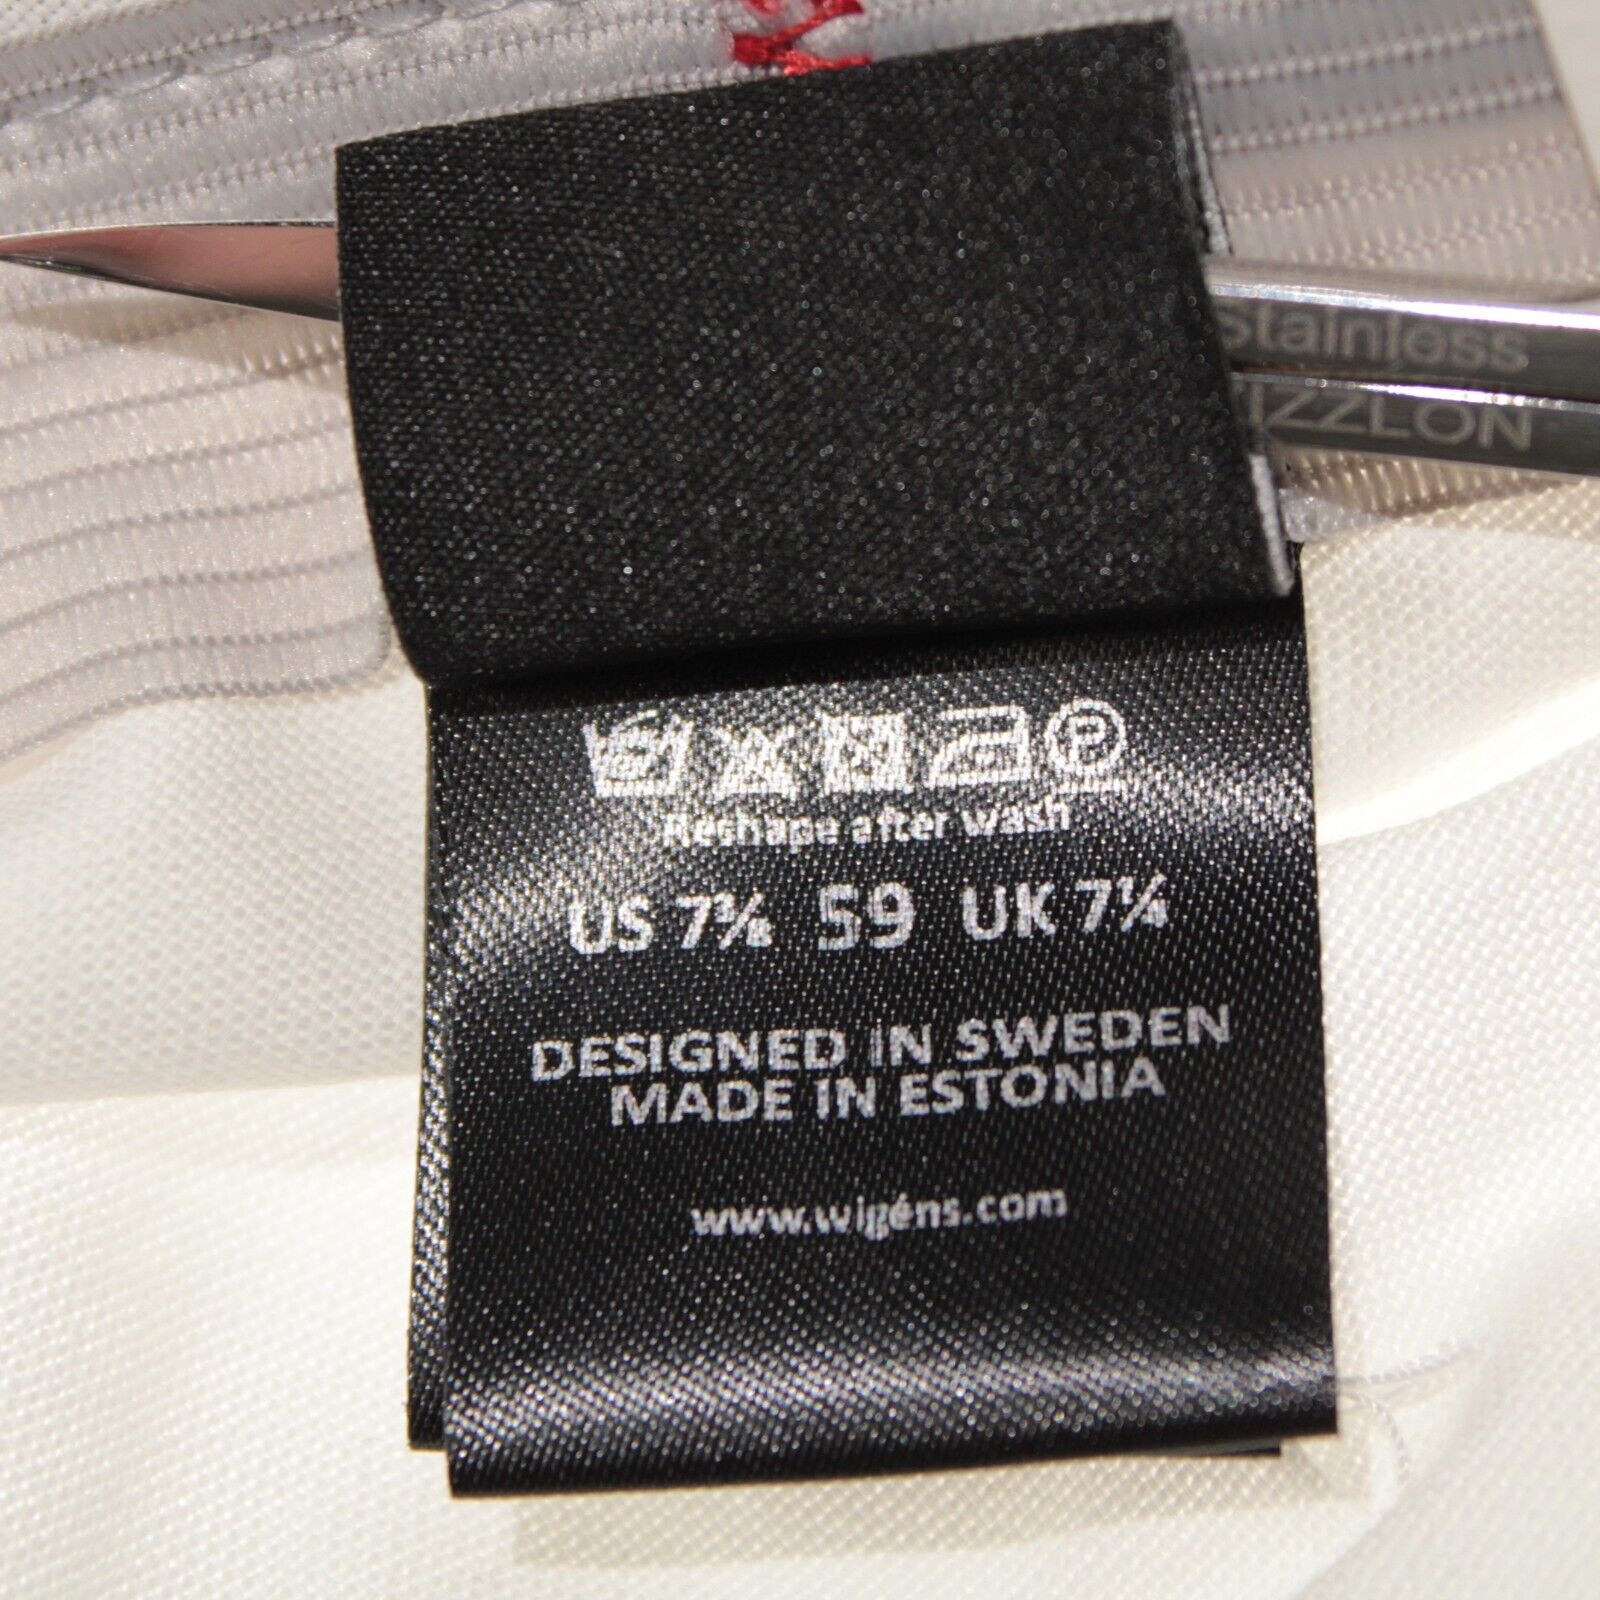 Stainless
IZZLON
P
Reshape after wash
US 7⅜ 59 UK 7¼
DESIGNED IN SWEDEN
MADE IN ESTONIA
www.wigéns.com